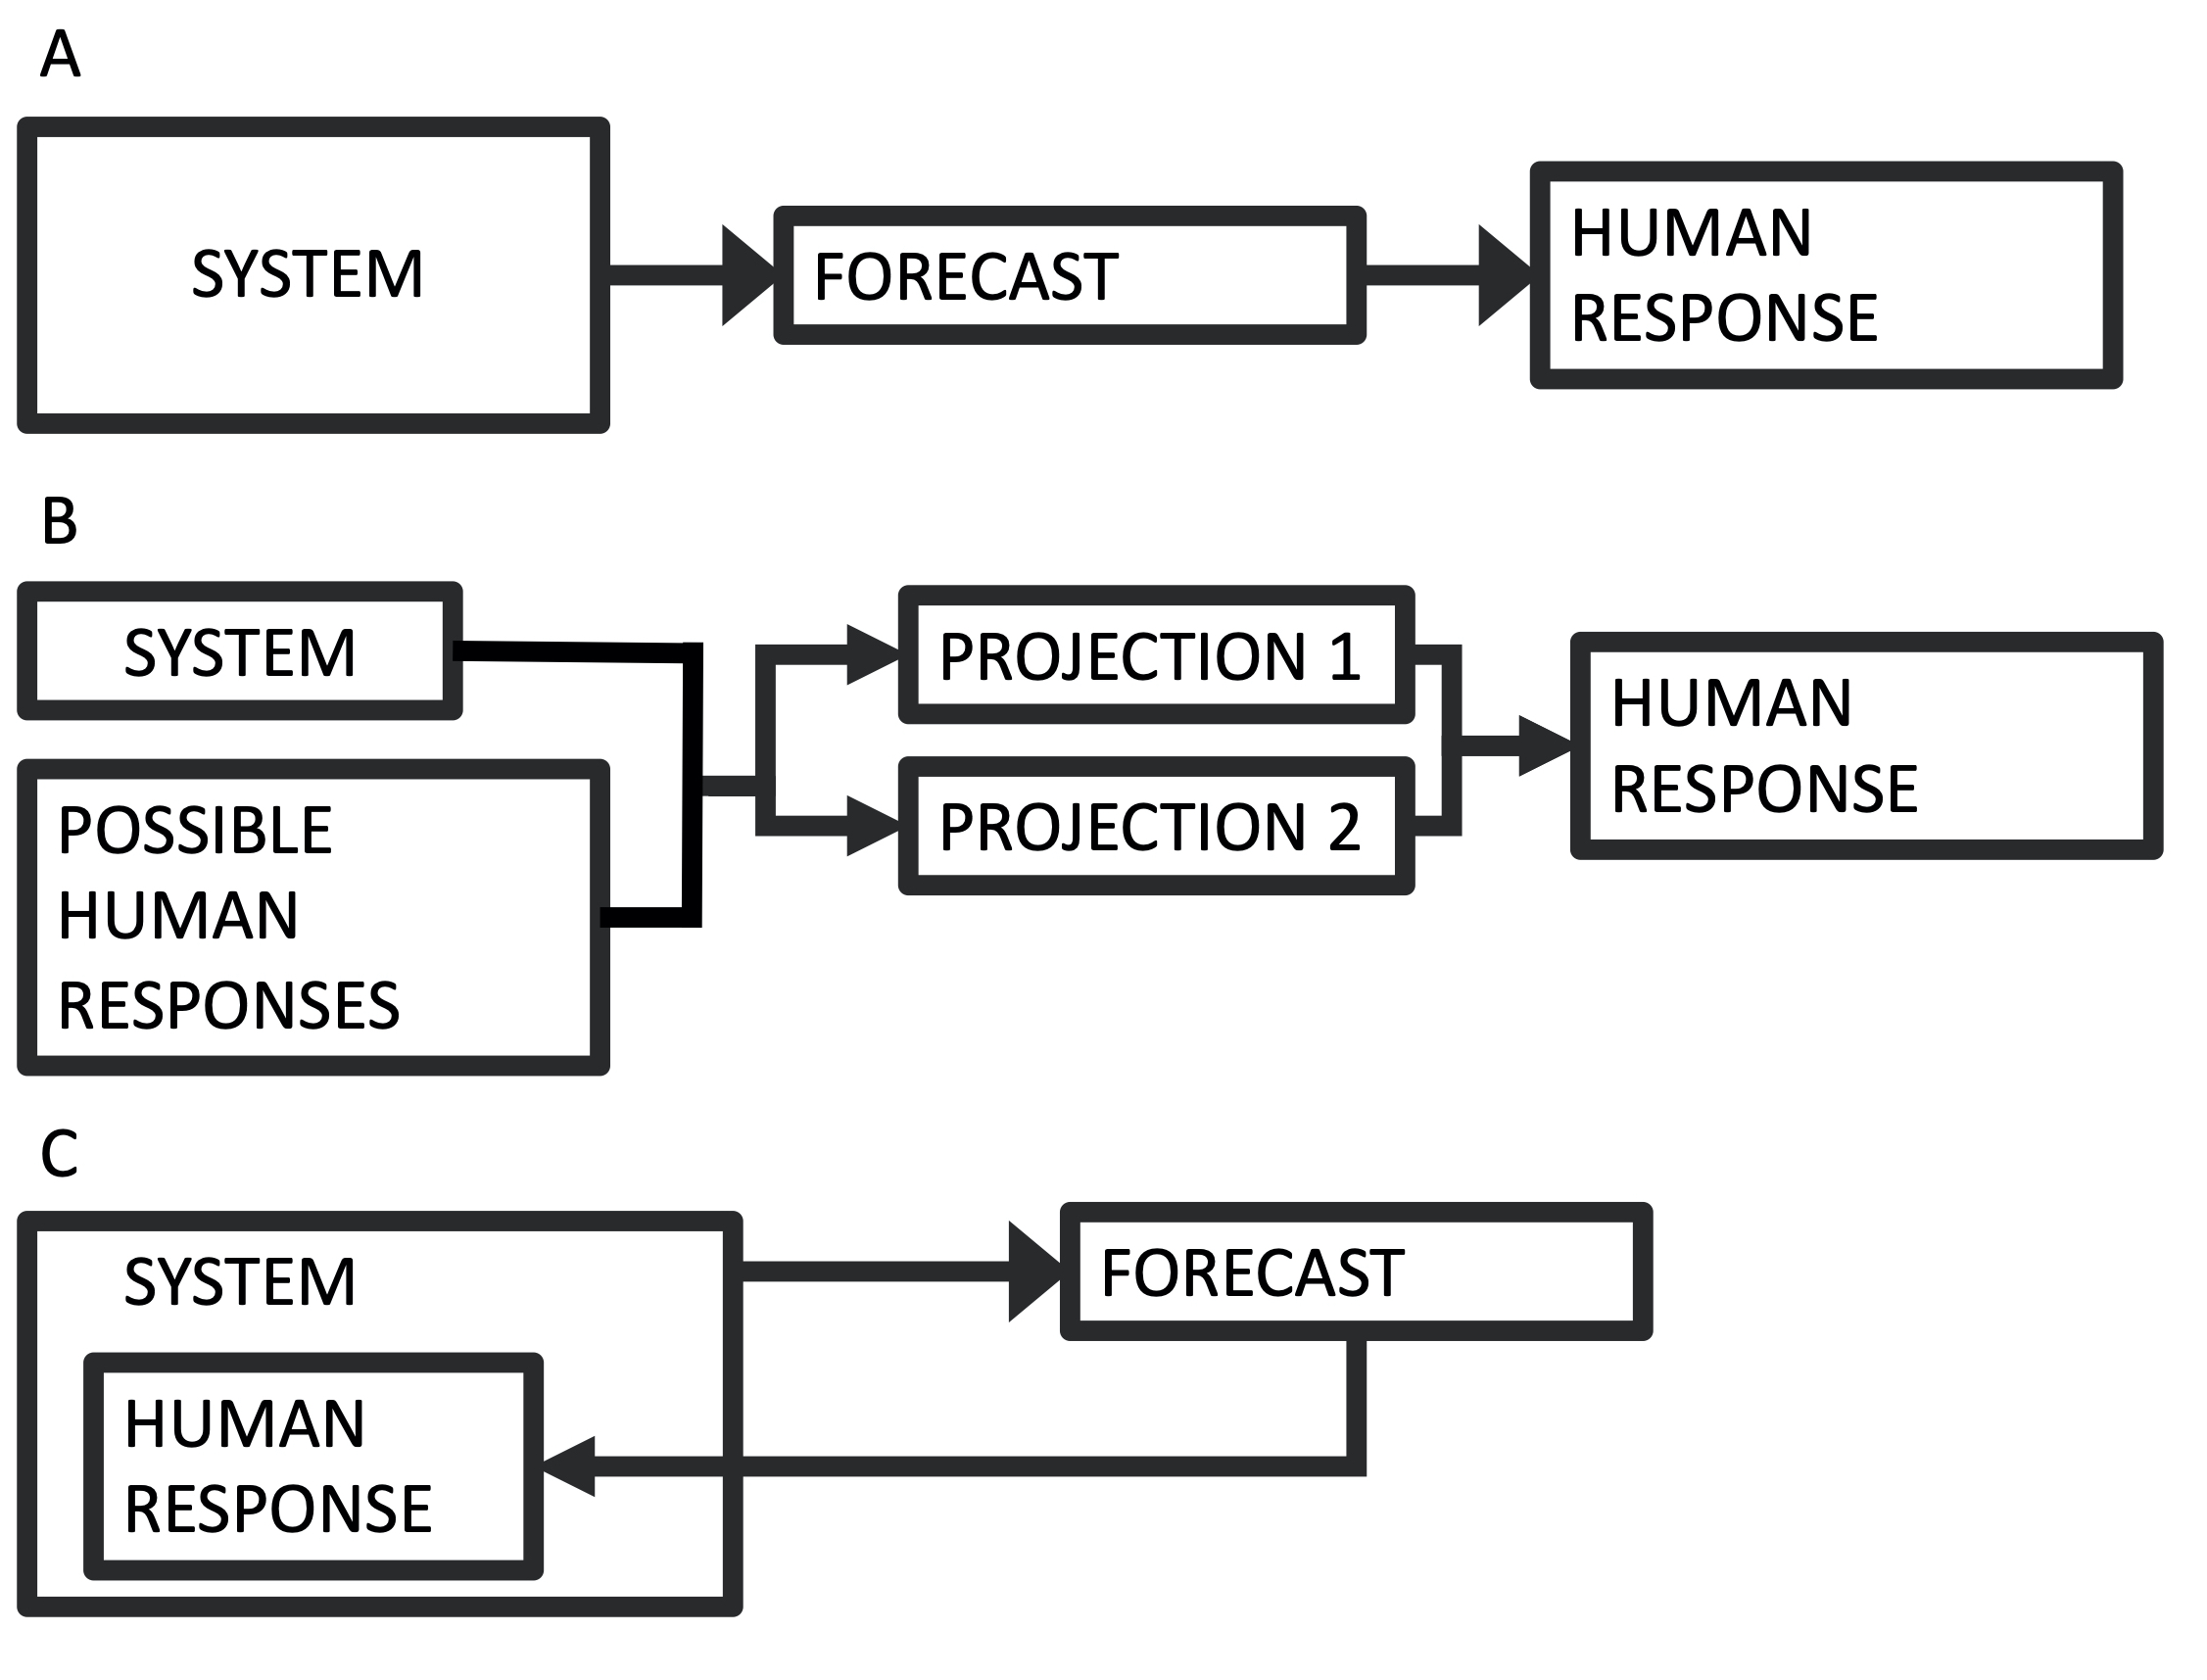 A
SYSTEM
FORECAST
HUMAN
RESPONSE
B
SYSTEM
POSSIBLE
HUMAN
RESPONSES
PROJECTION 1
PROJECTION 2
HUMAN
RESPONSE
C
SYSTEM
HUMAN
RESPONSE
FORECAST